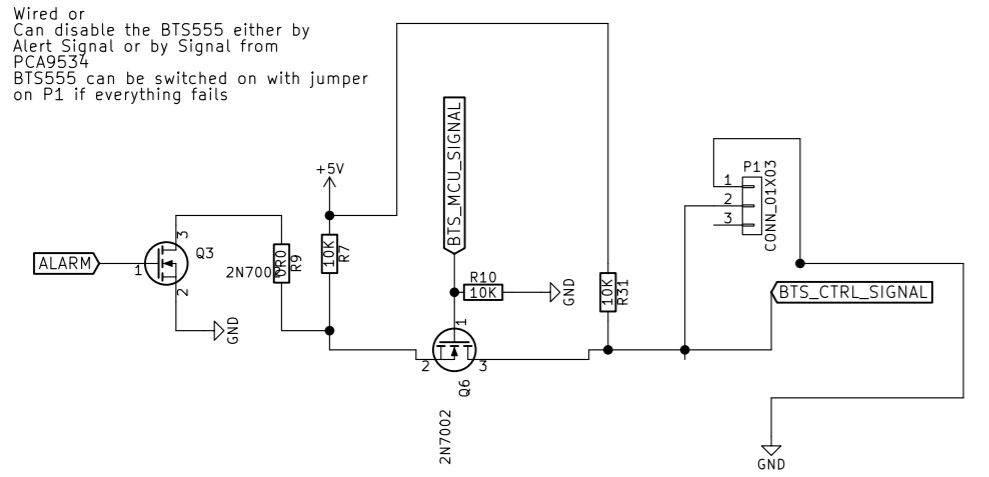 Wired or
Can disable the BTS555 either by
Alert Signal or by Signal from
PCA9534
BTS555 can be switched on with jumper
on P1 if everything fails
+5V
BTS_MCU_SIGNAL
P1
1
2
3
CONN_01X03
ALARM
1
3
2
Q3
2N7002
0R0
R9
10K
R7
GND
R10
10K
GND
10K
R31
BTS_CTRL_SIGNAL
1
2
3
Q6
2N7002
GND